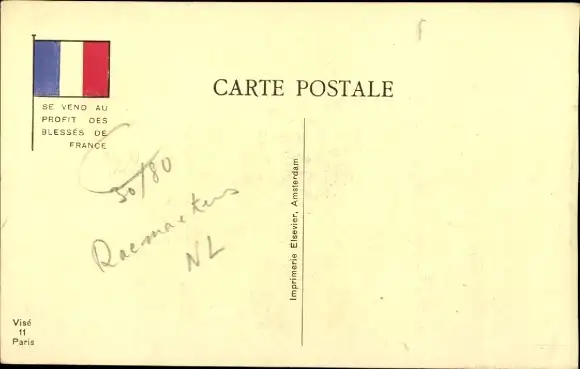 SE VEND AU
PROFIT DES
BLESSÉS DE
FRANCE
CARTE POSTALE
30/80
Raemaekers
NL
Imprimerie Elsevier, Amsterdam
Visé
11
Paris